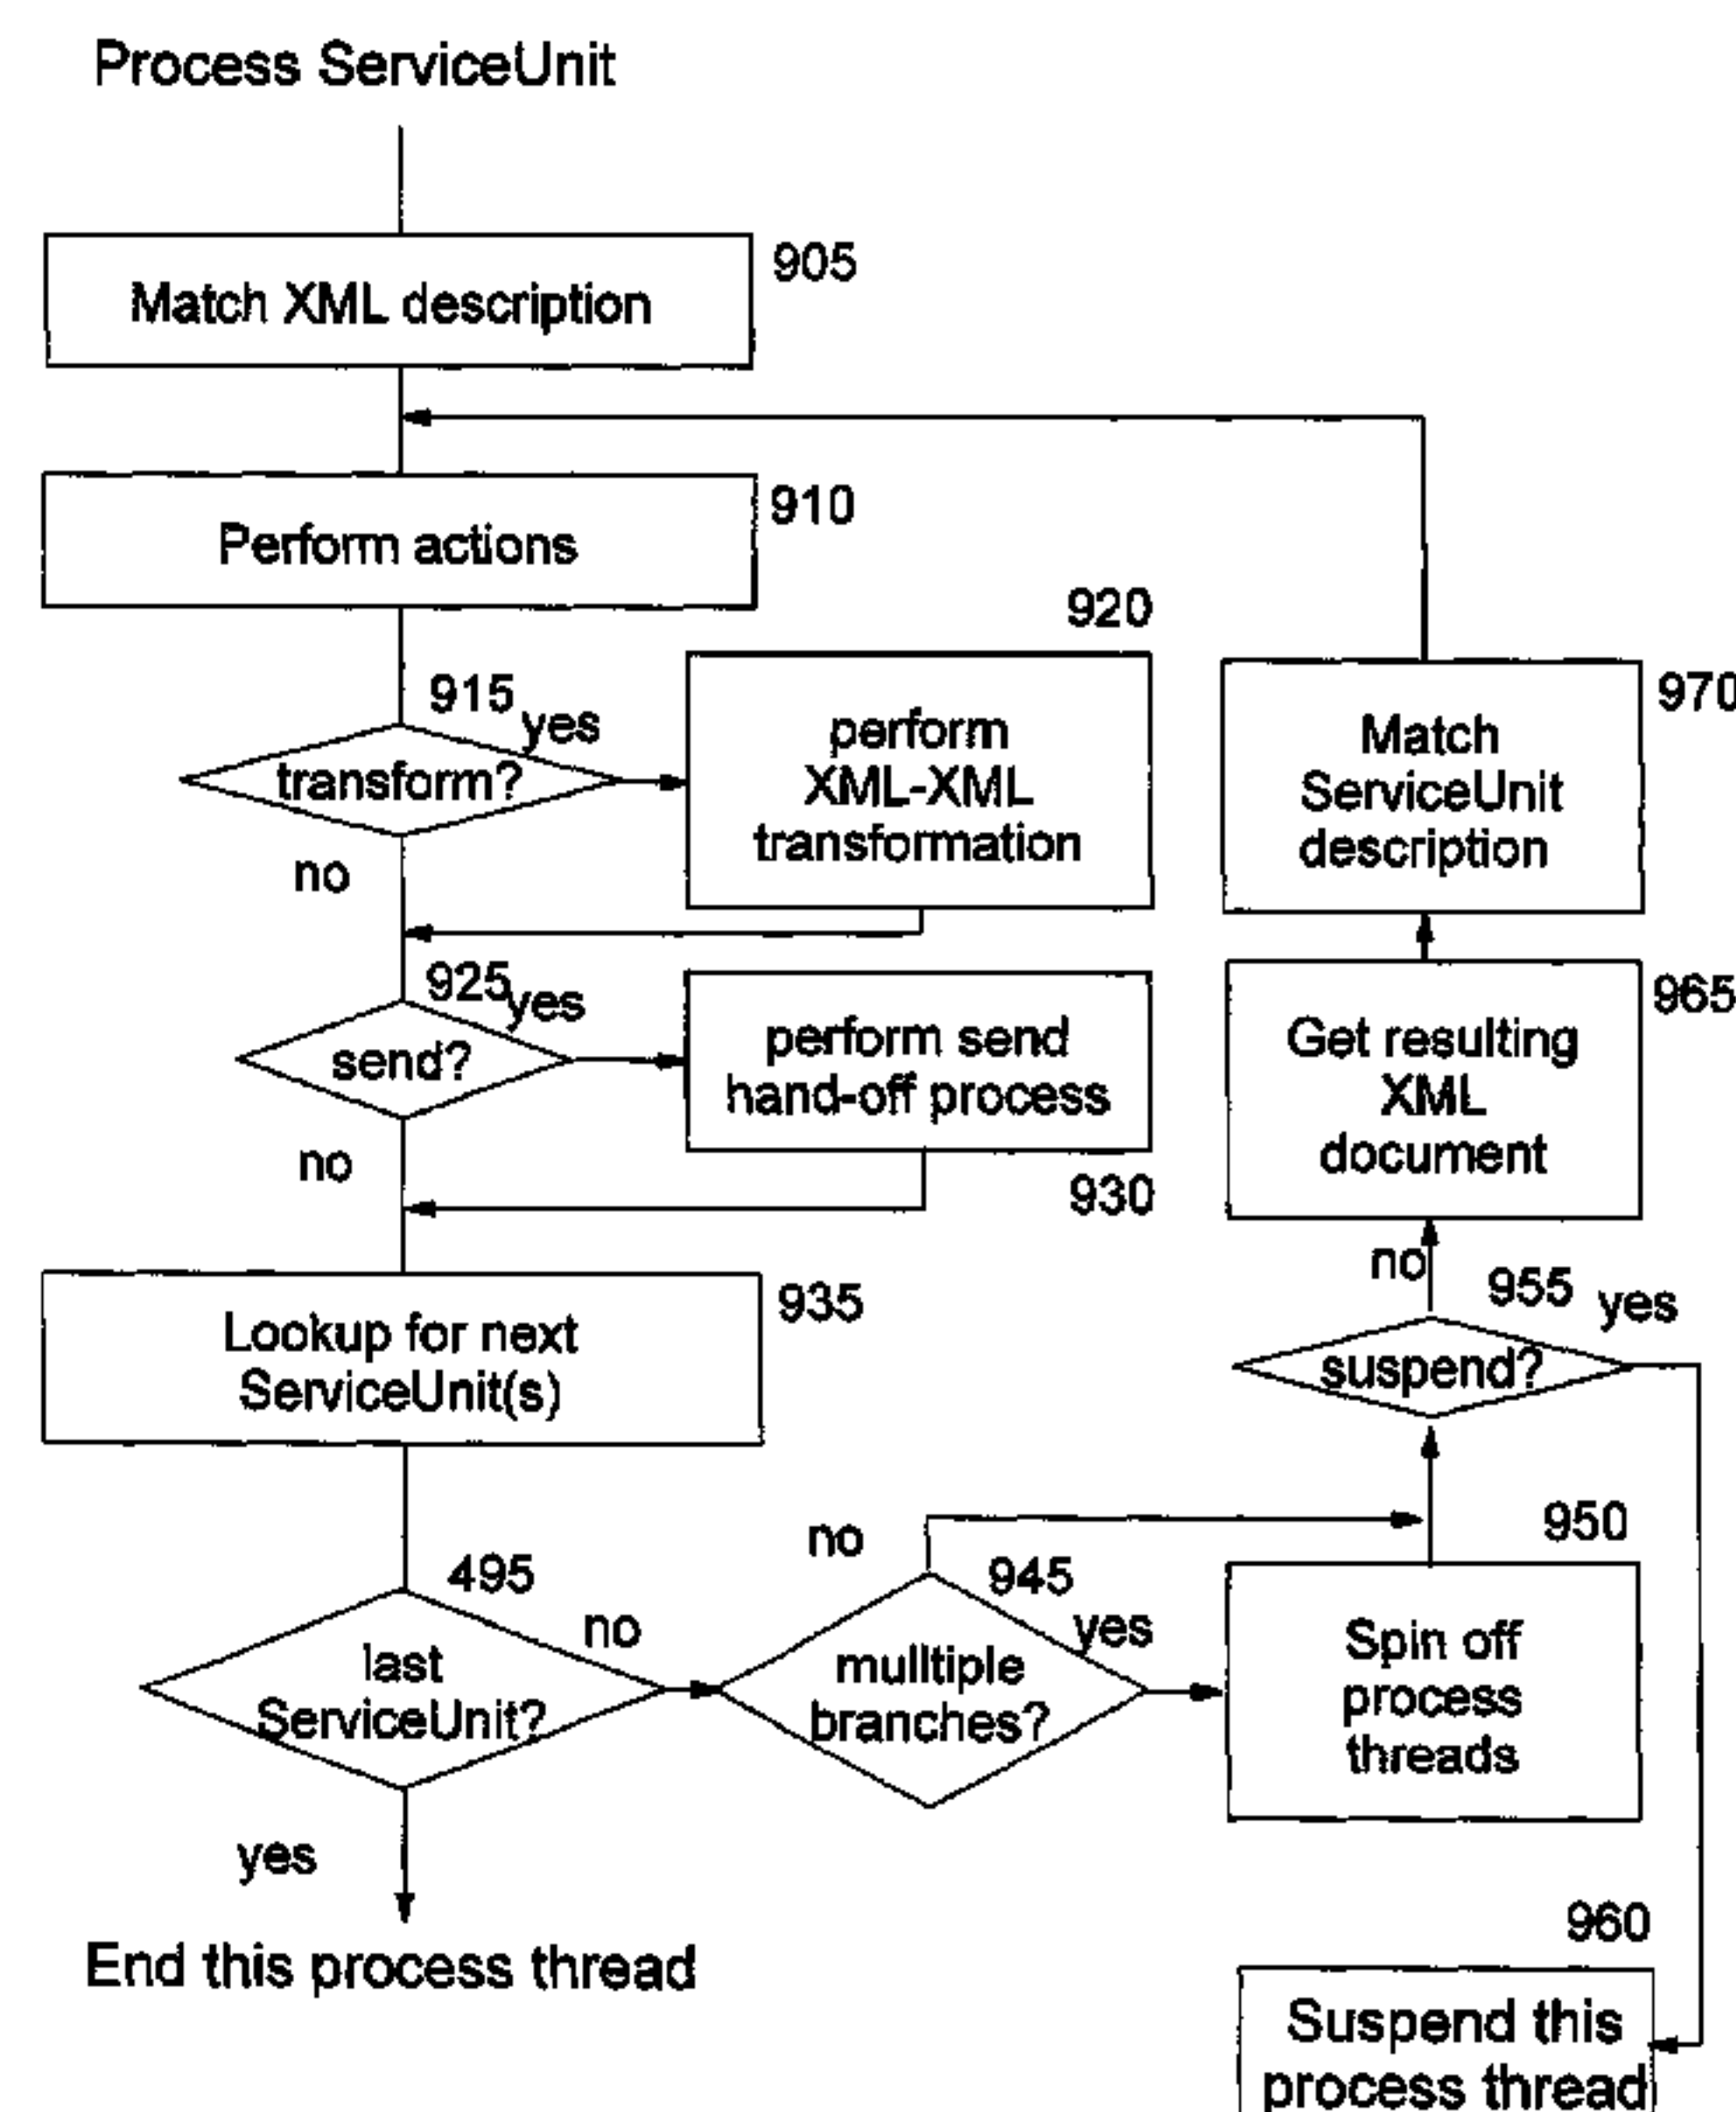 Process ServiceUnit
905
Match XML description
910
Perform actions
920
915
yes
transform?
no
perform
XML-XML
transformation
970
Match
ServiceUnit
description
925
yes
send?
no
perform send
hand-off process
930
965
Get resulting
XML
document
no
955
yes
suspend?
935
Lookup for next
ServiceUnit(s)
495
no
last
ServiceUnit?
yes
no
945
yes
mulltiple
branches?
950
Spin off
process
threads
End this process thread
960
Suspend this
process thread